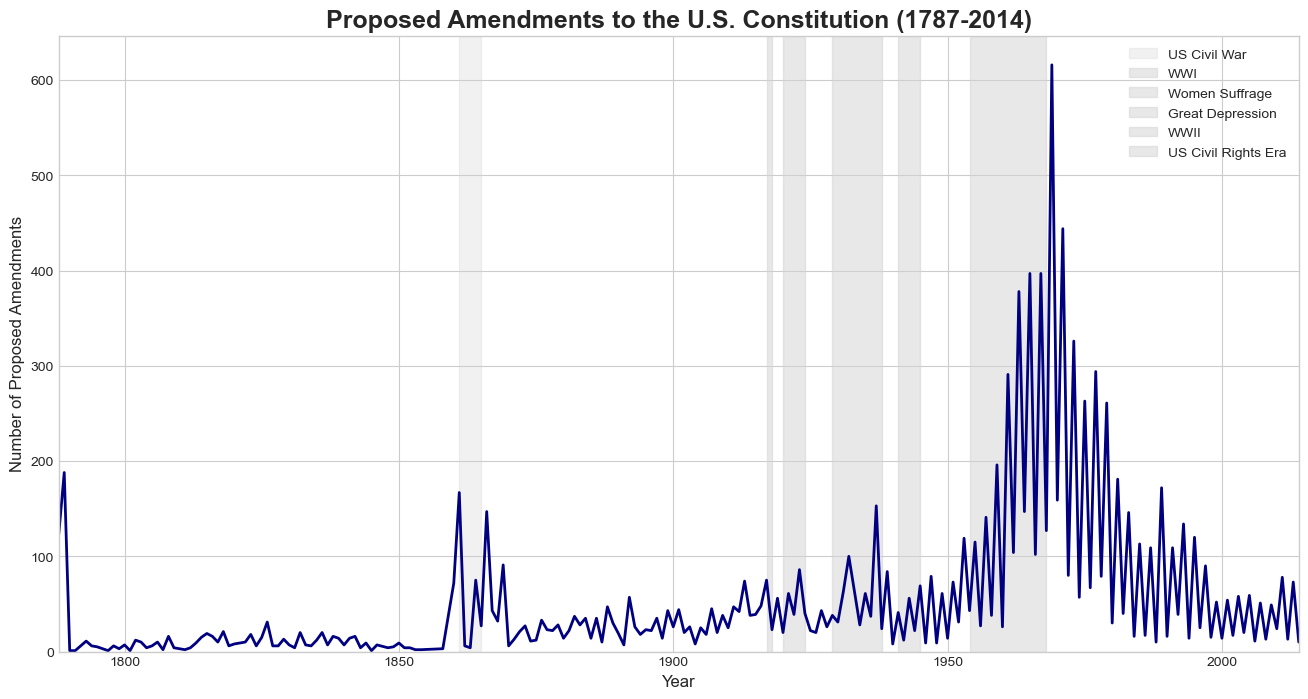 Proposed Amendments to the U.S. Constitution (1787-2014)
US Civil War
WWI
Women Suffrage
Great Depression
WWII
US Civil Rights Era
Number of Proposed Amendments
600
500
400
300
200
100
0
1800
1850
1900
1950
2000
Year